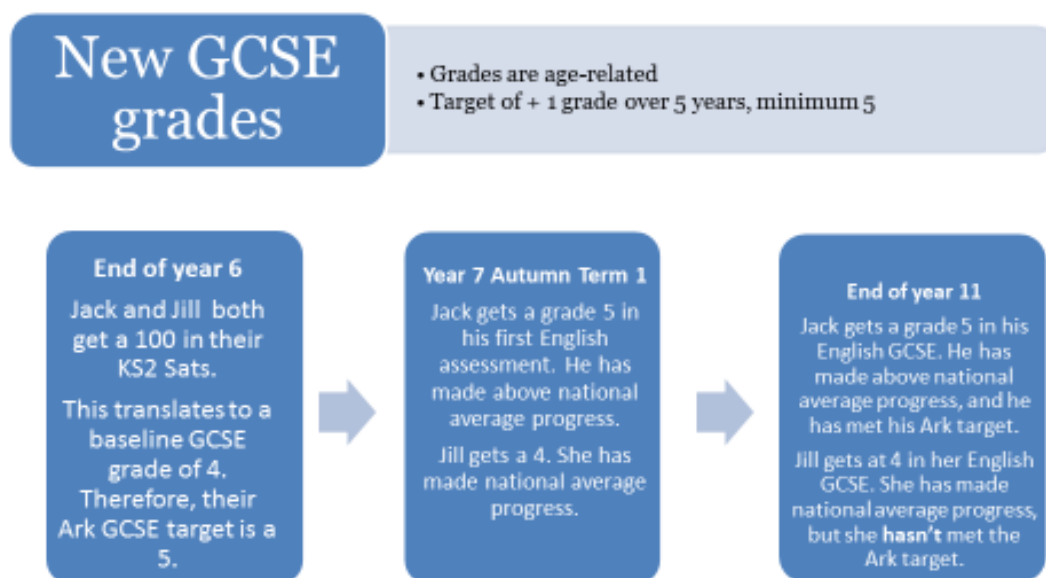 New GCSE
grades
• Grades are age-related
• Target of + 1 grade over 5 years, minimum 5
End of year 6
Jack and Jill both
get a 100 in their
KS2 Sats.
This translates to a
baseline GCSE
grade of 4.
Therefore, their
Ark GCSE target is a
5.
Year 7 Autumn Term 1
Jack gets a grade 5 in
his first English
assessment. He has
made above national
average progress.
Jill gets a 4. She has
made national average
progress.
End of year 11
Jack gets a grade 5 in his
English GCSE. He has
made above national
average progress, and he
has met his Ark target.
Jill gets at 4 in her English
GCSE. She has made
national average progress,
but she hasn't met the
Ark target.